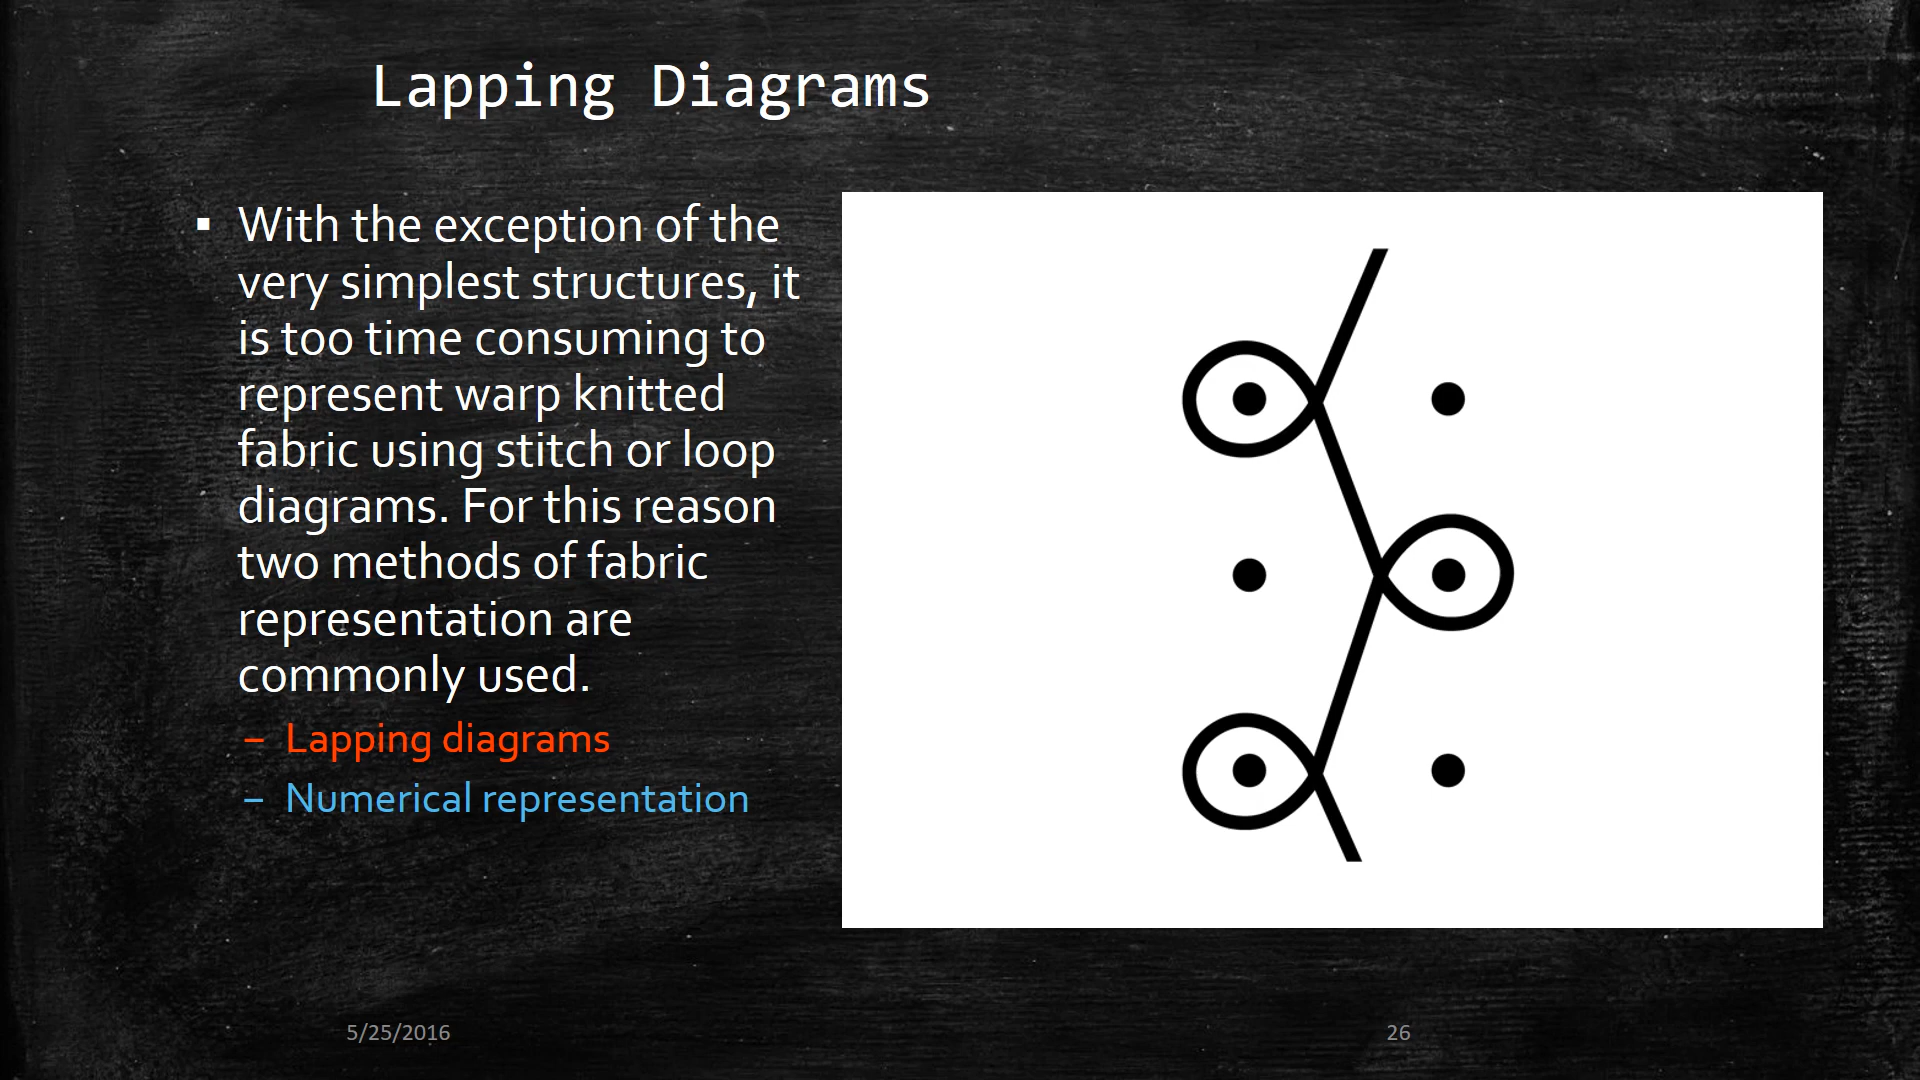 Lapping Diagrams
▪ With the exception of the
very simplest structures, it
is too time consuming to
represent warp knitted
fabric using stitch or loop
diagrams. For this reason
two methods of fabric
representation are
commonly used.
– Lapping diagrams
– Numerical representation
5/25/2016
26